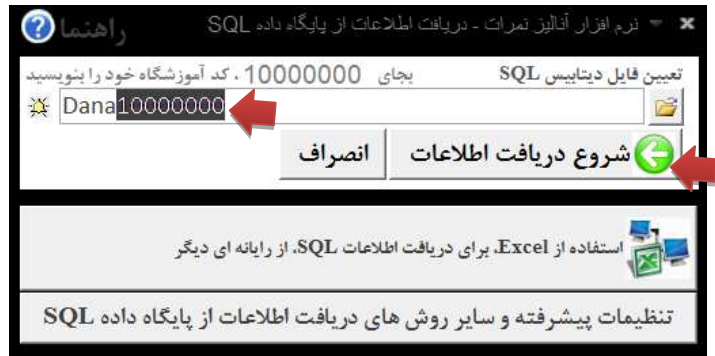 نرم افزار آنالیز نمرات - دریافت اطلاعات از پایگاه داده SQL
راهنما
تعیین فایل دیتابیس SQL بجای 10000000 ، کد آموزشگاه خود را بنویسید
Dana10000000
شروع دریافت اطلاعات
انصراف
استفاده از Excel، برای دریافت اطلاعات SQL، از رایانه ای دیگر
تنظیمات پیشرفته و سایر روش های دریافت اطلاعات از پایگاه داده SQL